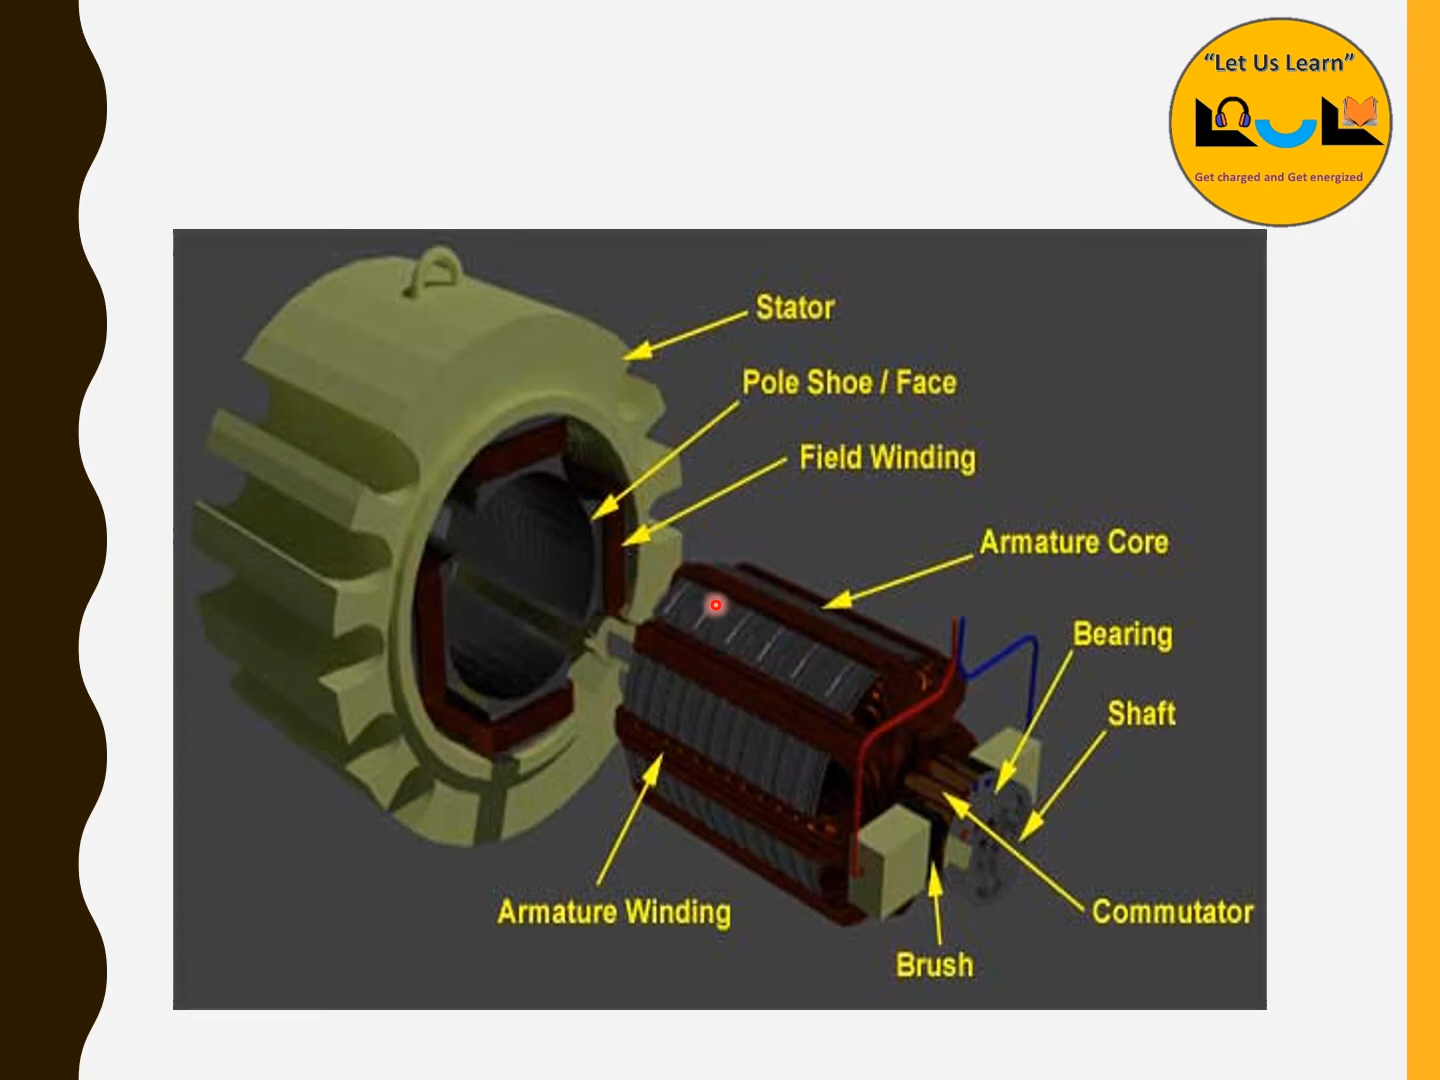 “Let Us Learn”
LUL
Get charged and Get energized
Stator
Pole Shoe / Face
Field Winding
Armature Core
Bearing
Shaft
Armature Winding
Commutator
Brush